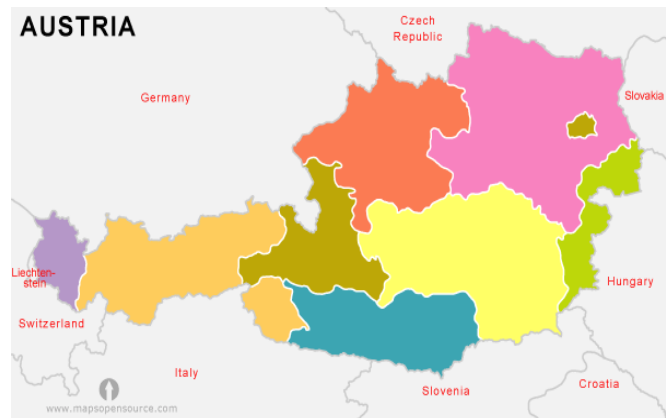 AUSTRIA
Czech
Republic
Germany
Slovakia
Liechten-
stein
Switzerland
Hungary
Italy
Slovenia
Croatia
www.mapsopensource.com